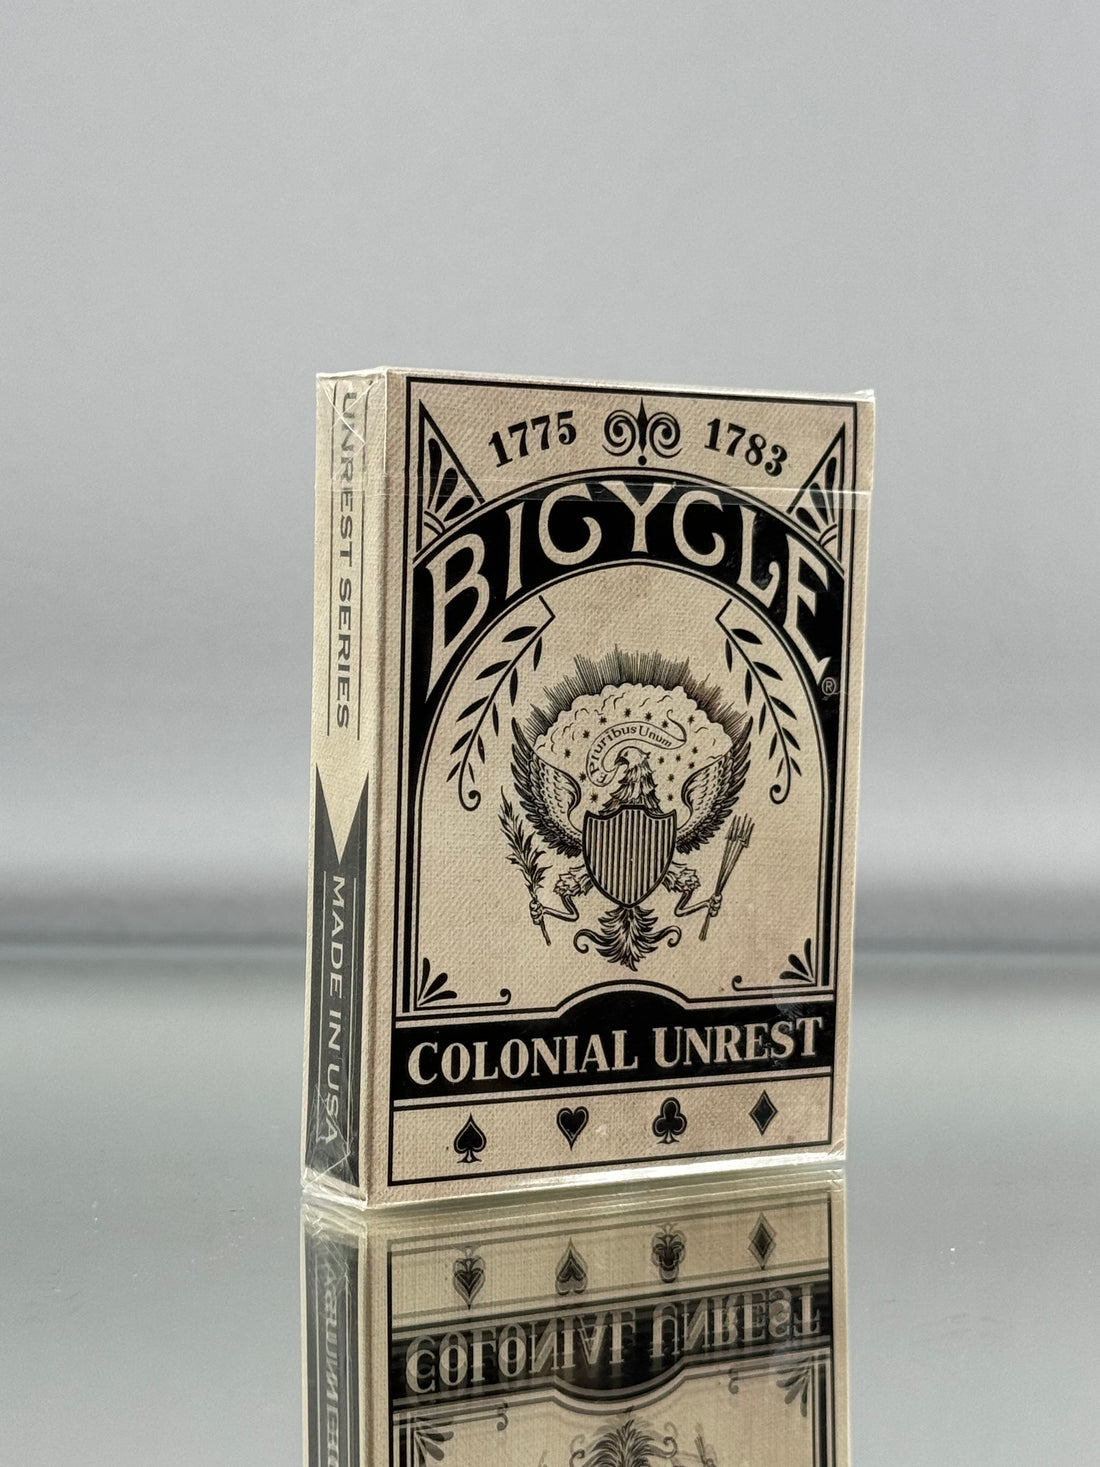 1775 1783
BICYCLE®
E Pluribus Unum
COLONIAL UNREST
UNREST SERIES
MADE IN USA